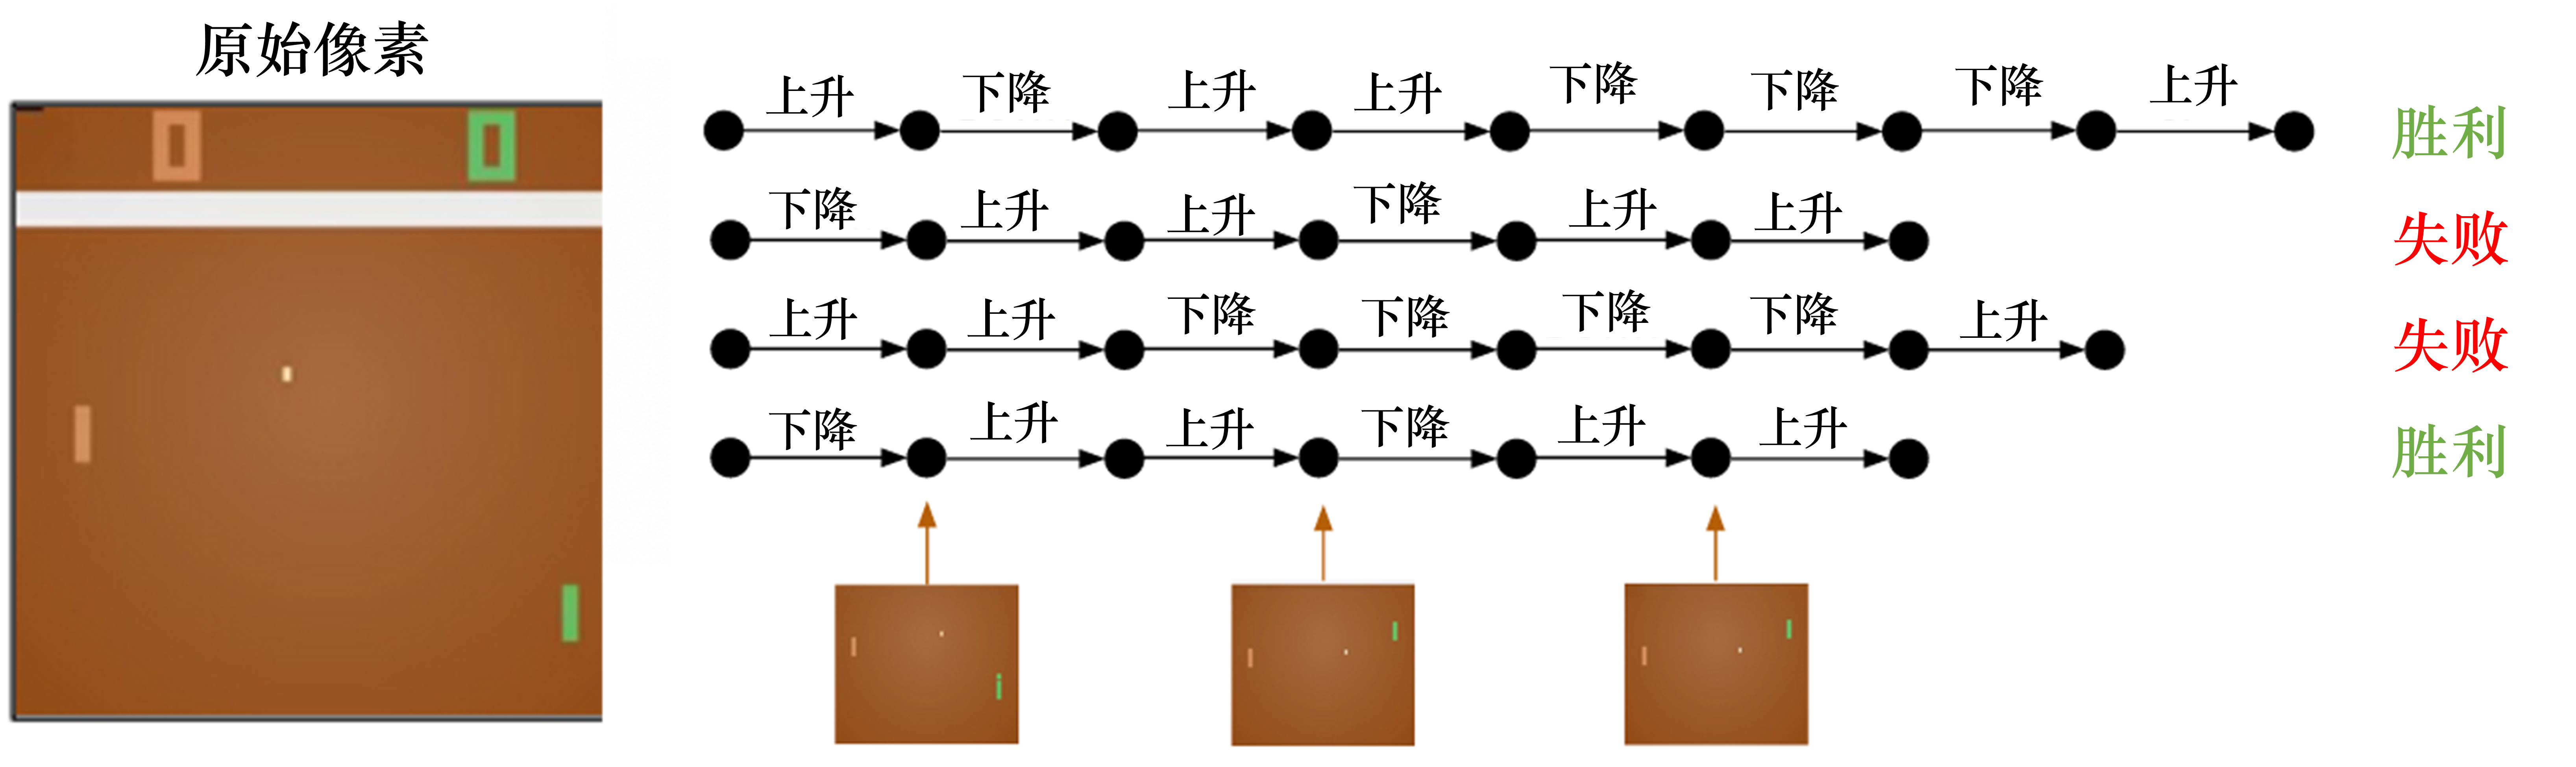 原始像素
0 0
上升 下降 上升 上升 下降 下降 下降 上升 胜利
下降 上升 上升 下降 上升 上升 失败
上升 上升 下降 下降 下降 下降 上升 失败
下降 上升 上升 下降 上升 上升 胜利